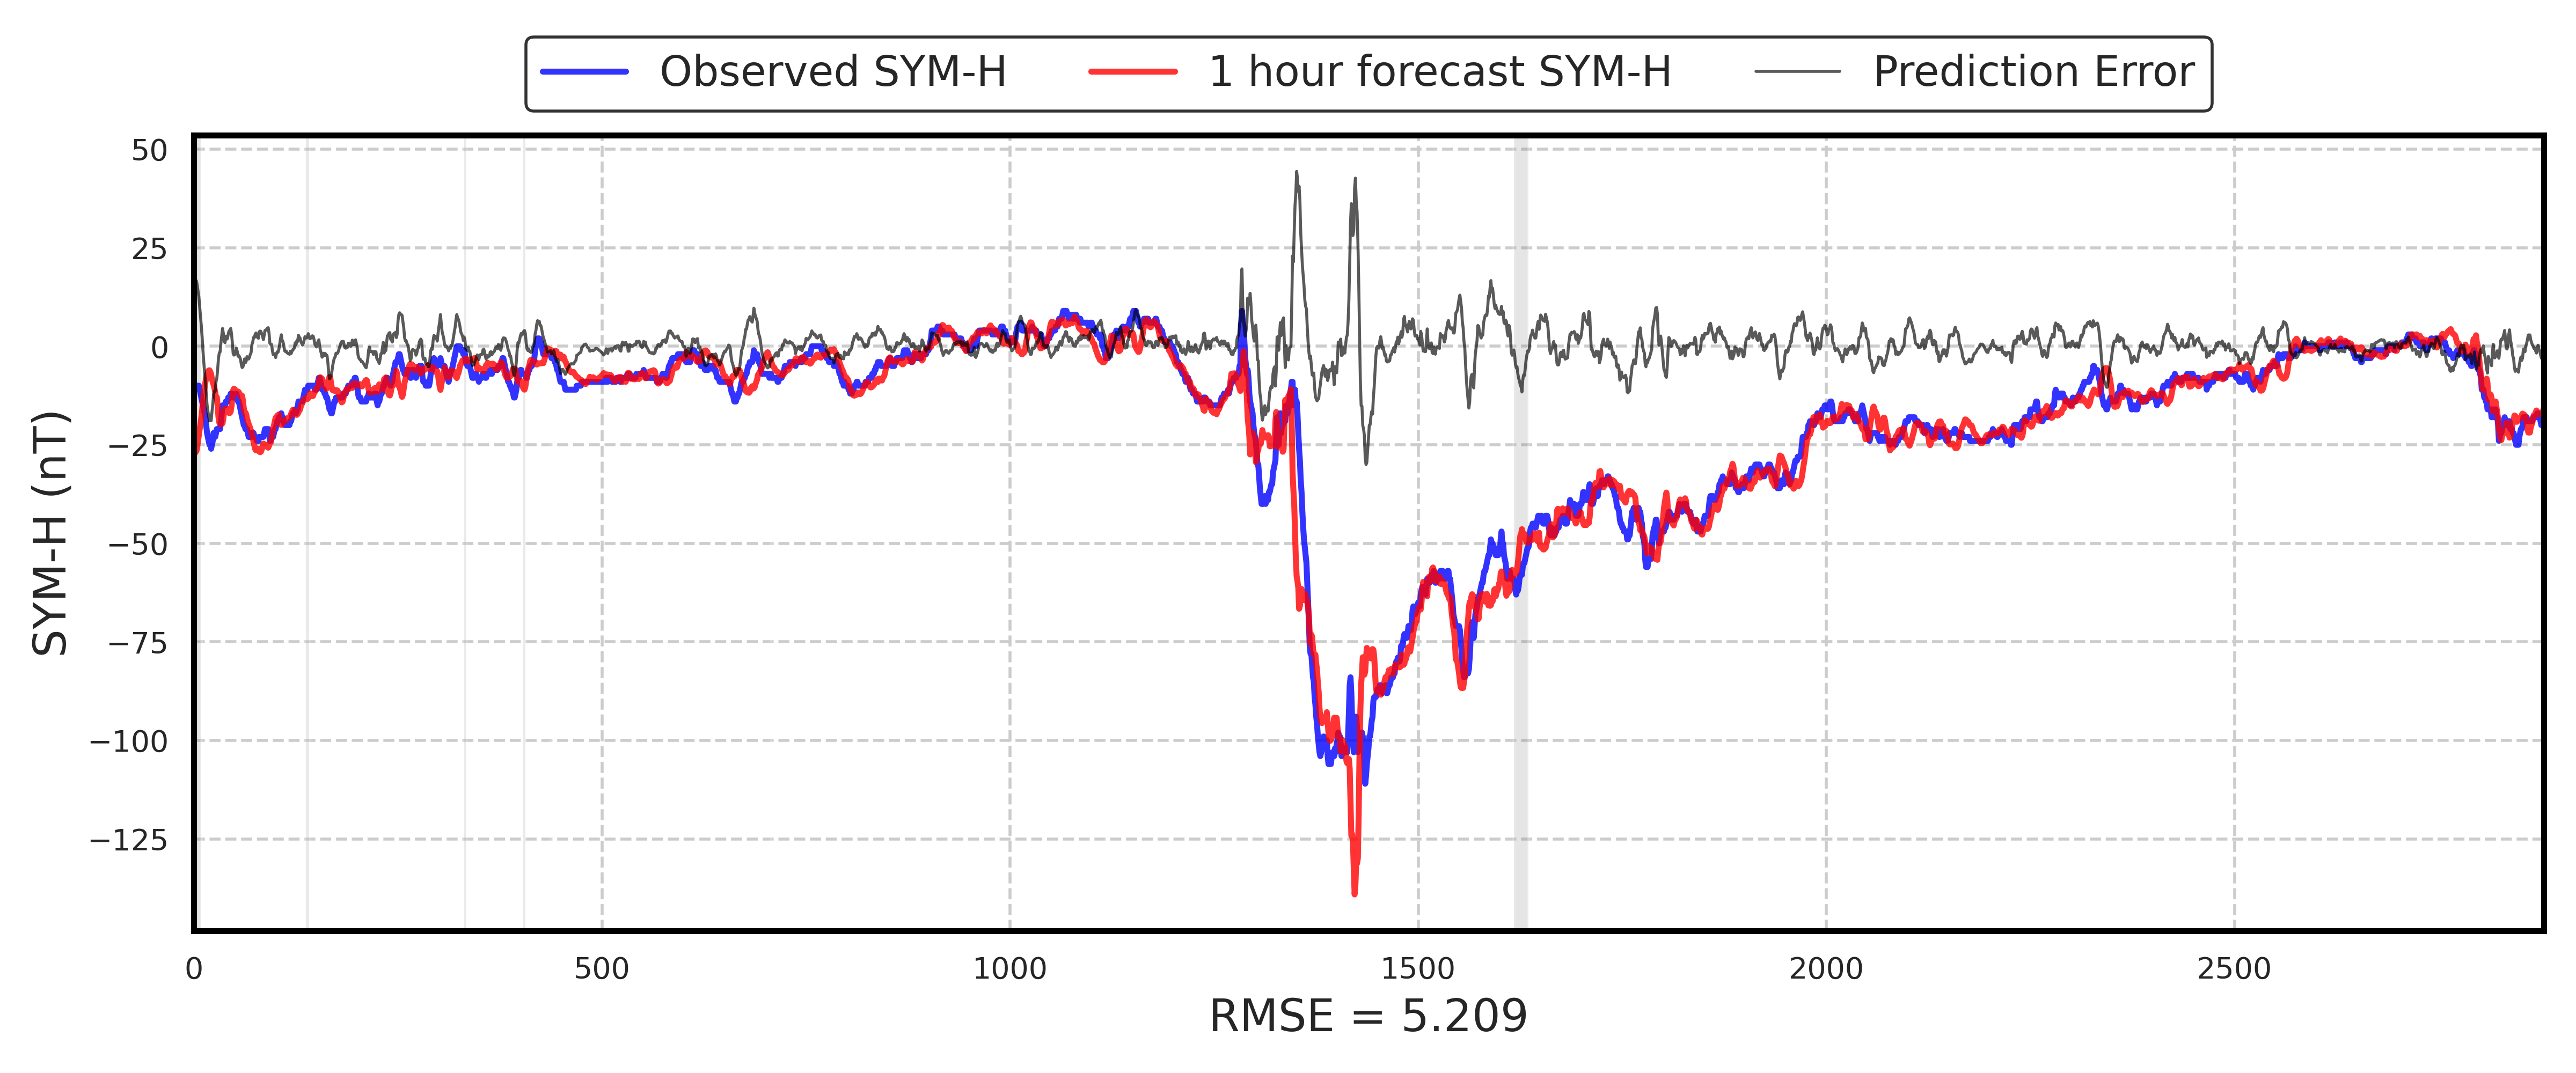 Observed SYM-H 1 hour forecast SYM-H Prediction Error
SYM-H (nT)
50
25
0
−25
−50
−75
−100
−125
0 500 1000 1500 2000 2500
RMSE = 5.209